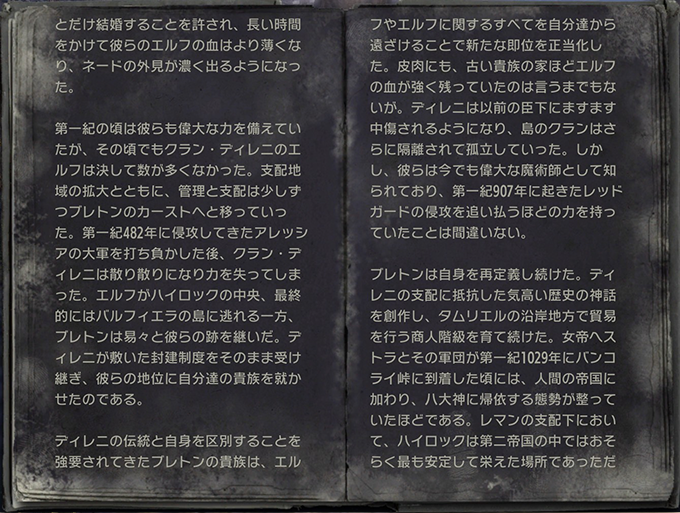 とだけ結婚することを許され、長い時間
をかけて彼らのエルフの血はより薄くな
り、ネードの外見が濃く出るようになっ
た。
第一紀の頃は彼らも偉大な力を備えてい
たが、その頃でもクラン・ディレニのエ
ルフは決して数が多くなかった。支配地
域の拡大とともに、管理と支配は少しず
つブレトンのカーストへと移っていっ
た。第一紀482年に侵攻してきたアレッシ
アの大軍を打ち負かした後、クラン・デ
ィレニは散り散りになり力を失ってしま
った。エルフがハイロックの中央、最終
的にはバルフィエラの島に逃れる一方、
ブレトンは易々と彼らの跡を継いだ。デ
ィレニが敷いた封建制度をそのまま受け
継ぎ、彼らの地位に自分達の貴族を就か
せたのである。
ディレニの伝統と自身を区別することを
強要されてきたブレトンの貴族は、エル
フやエルフに関するすべてを自分達から
遠ざけることで新たな即位を正当化し
た。皮肉にも、古い貴族の家ほどエルフ
の血が強く残っていたのは言うまでもな
いが。ディレニは以前の臣下にますます
中傷されるようになり、島のクランはさ
らに隔離されて孤立していった。しか
し、彼らは今でも偉大な魔術師として知
られており、第一紀907年に起きたレッド
ガードの侵攻を追い払うほどの力を持っ
ていたことは間違いない。
ブレトンは自身を再定義し続けた。ディ
レニの支配に抵抗した気高い歴史の神話
を創作し、タムリエルの沿岸地方で貿易
を行う商人階級を育て続けた。女帝ヘス
トラとその軍団が第一紀1029年にバンコ
ライ峠に到着した頃には、人間の帝国に
加わり、八大神に帰依する態勢が整って
いたほどである。レマンの支配下におい
て、ハイロックは第二帝国の中ではおそ
らく最も安定して栄えた場所であっただ